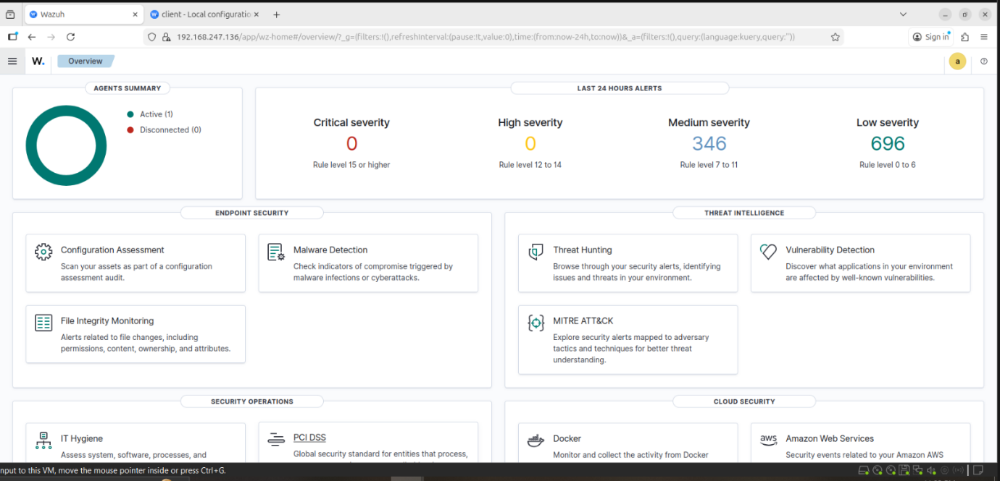 Wazuh
client - Local configuratio
192.168.247.136/app/wz-home#/overview/?_g=(filters:!(),refreshInterval:(pause:!t,value:0),time:(from:now-24h,to:now))&_a=(filters:!(),query:(language:kuery,query:''))
Sign in
W.
Overview
a
AGENTS SUMMARY
Active (1)
Disconnected (0)
LAST 24 HOURS ALERTS
Critical severity
0
Rule level 15 or higher
High severity
0
Rule level 12 to 14
Medium severity
346
Rule level 7 to 11
Low severity
696
Rule level 0 to 6
ENDPOINT SECURITY
Configuration Assessment
Scan your assets as part of a configuration
assessment audit.
Malware Detection
Check indicators of compromise triggered by
malware infections or cyberattacks.
File Integrity Monitoring
Alerts related to file changes, including
permissions, content, ownership, and attributes.
THREAT INTELLIGENCE
Threat Hunting
Browse through your security alerts, identifying
issues and threats in your environment.
Vulnerability Detection
Discover what applications in your environment
are affected by well-known vulnerabilities.
MITRE ATT&CK
Explore security alerts mapped to adversary
tactics and techniques for better threat
understanding.
SECURITY OPERATIONS
IT Hygiene
Assess system, software, processes, and
PCI DSS
Global security standard for entities that process,
CLOUD SECURITY
Docker
Monitor and collect the activity from Docker
aws
Amazon Web Services
Security events related to your Amazon AWS
nput to this VM, move the mouse pointer inside or press Ctrl+G.